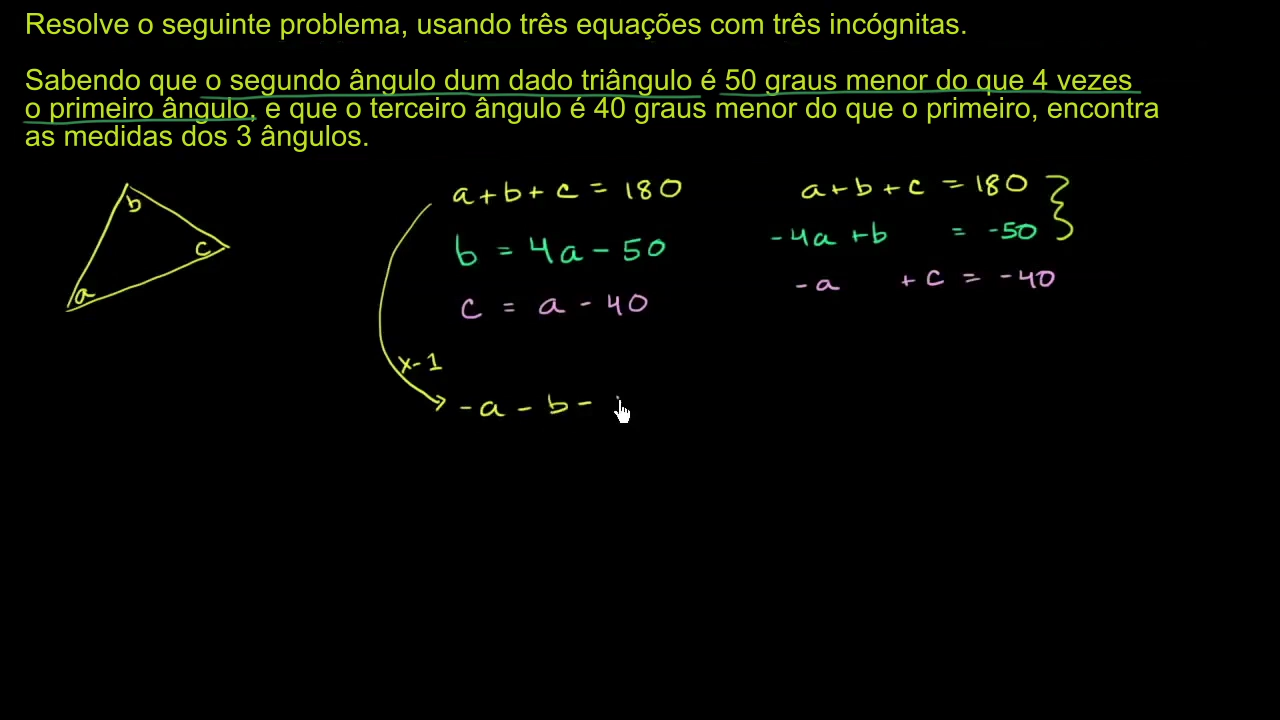 Resolve o seguinte problema, usando três equações com três incógnitas.
Sabendo que o segundo ângulo dum dado triângulo é 50 graus menor do que 4 vezes
o primeiro ângulo, e que o terceiro ângulo é 40 graus menor do que o primeiro, encontra
as medidas dos 3 ângulos.
b
c
a
a + b + c = 180
b = 4a - 50
c = a - 40
x-1
-a - b -
a + b + c = 180
-4a + b = -50
-a + c = -40